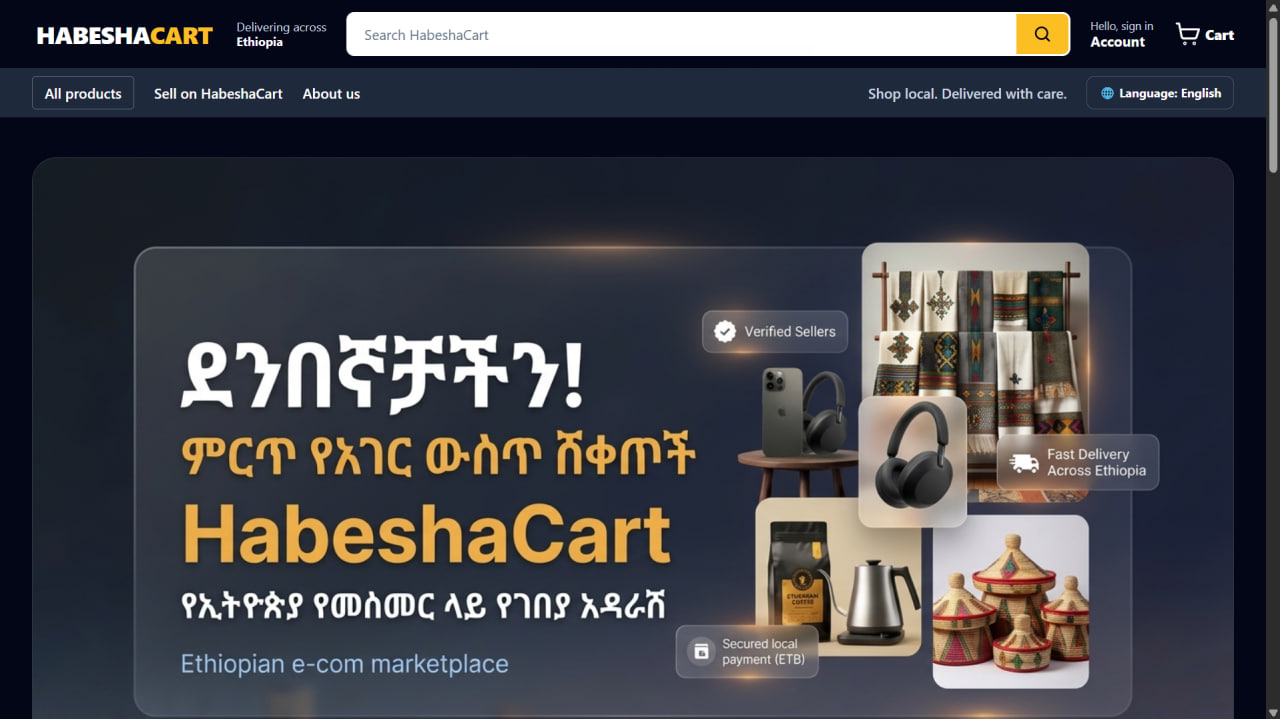 HABESHACART
Delivering across
Ethiopia
Search HabeshaCart
Hello, sign in
Account
Cart
All products
Sell on HabeshaCart
About us
Shop local. Delivered with care.
Language: English
ደንበኛቻችን!
ምርጥ የአገር ውስጥ ሸቀጦች
HabeshaCart
የኢትዮጵያ የመስመር ላይ የገበያ አዳራሽ
Ethiopian e-com marketplace
Verified Sellers
Fast Delivery
Across Ethiopia
COFFEE
Secured local
payment (ETB)